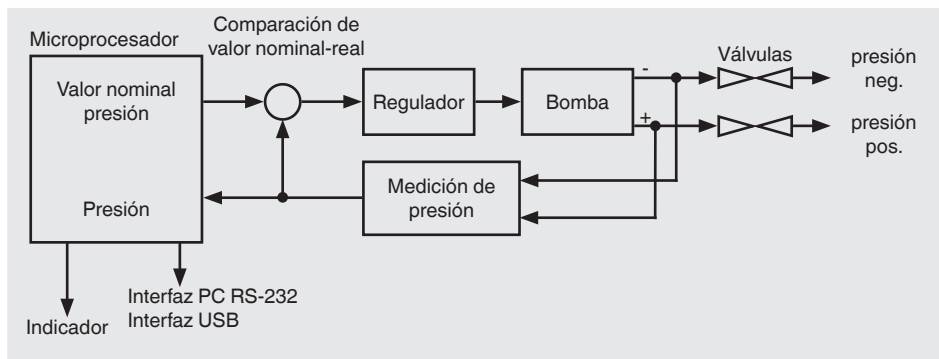 Comparación de
valor nominal-real
Microprocesador
Válvulas
Valor nominal
presión
Regulador
Bomba
-
+
presión
neg.
presión
pos.
Medición de
presión
Presión
Interfaz PC RS-232
Interfaz USB
Indicador